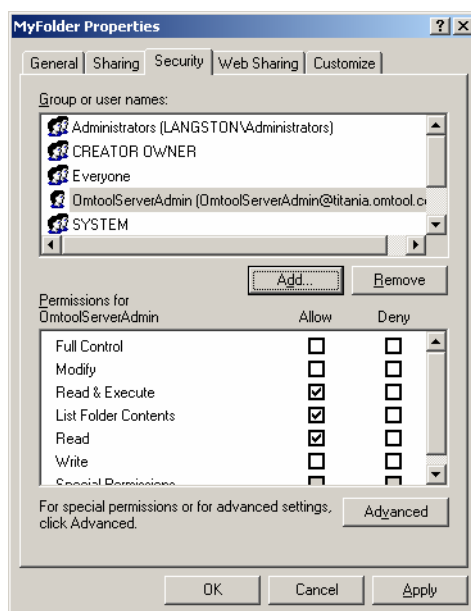 MyFolder Properties
General Sharing Security Web Sharing Customize
Group or user names:
Administrators (LANGSTON\Administrators)
CREATOR OWNER
Everyone
OmtoolServerAdmin (OmtoolServerAdmin@titania.omtool.c
SYSTEM
Add... Remove
Permissions for
OmtoolServerAdmin Allow Deny
Full Control
Modify
Read & Execute
List Folder Contents
Read
Write
Special Permissions
For special permissions or for advanced settings,
click Advanced.
Advanced
OK Cancel Apply